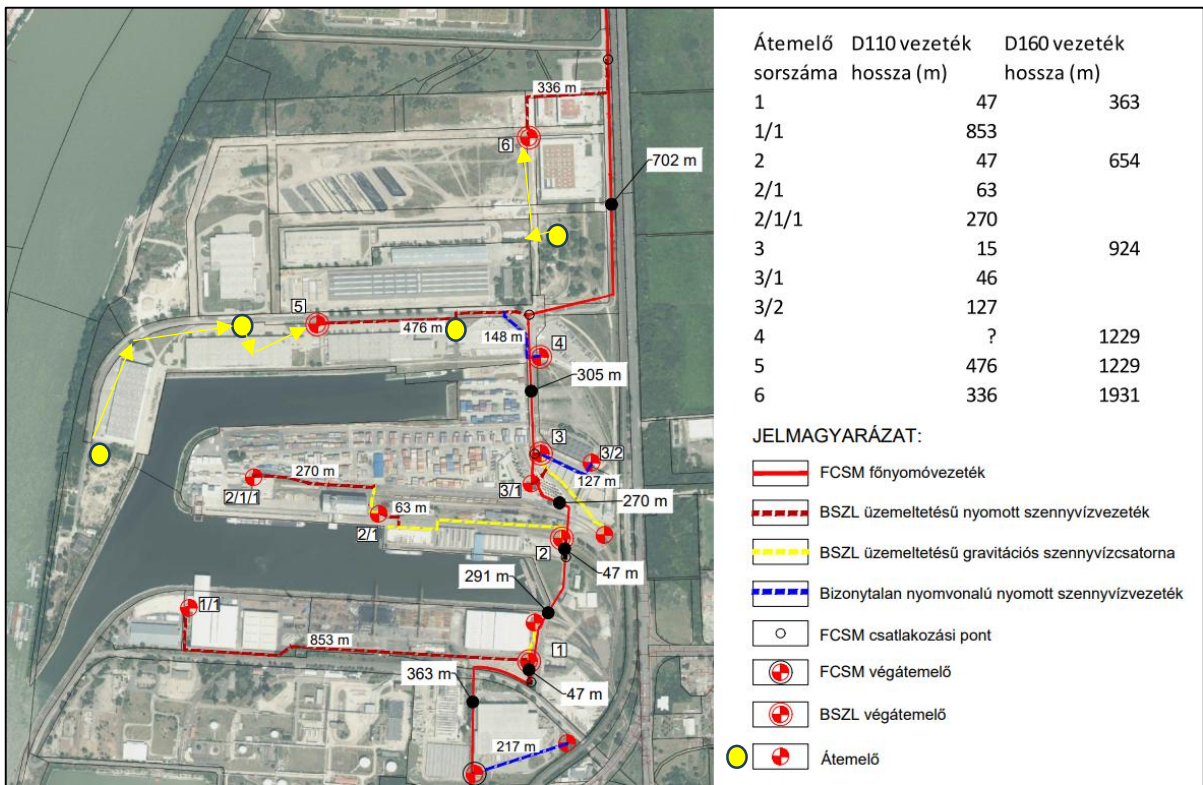 336 m
6
702 m
5
476 m
148 m
4
305 m
3
3/2
127 m
270 m
2/1/1
3/1
270 m
63 m
2/1
2
47 m
291 m
1/1
853 m
1
363 m
47 m
217 m
Átemelő D110 vezeték D160 vezeték
sorszáma hossza (m) hossza (m)
1 47 363
1/1 853
2 47 654
2/1 63
2/1/1 270
3 15 924
3/1 46
3/2 127
4 ? 1229
5 476 1229
6 336 1931
JELMAGYARÁZAT:
FCSM főnyomóvezeték
BSZL üzemeltetésű nyomott szennyvízvezeték
BSZL üzemeltetésű gravitációs szennyvízcsatorna
Bizonytalan nyomvonalú nyomott szennyvízvezeték
FCSM csatlakozási pont
FCSM végátemelő
BSZL végátemelő
Átemelő